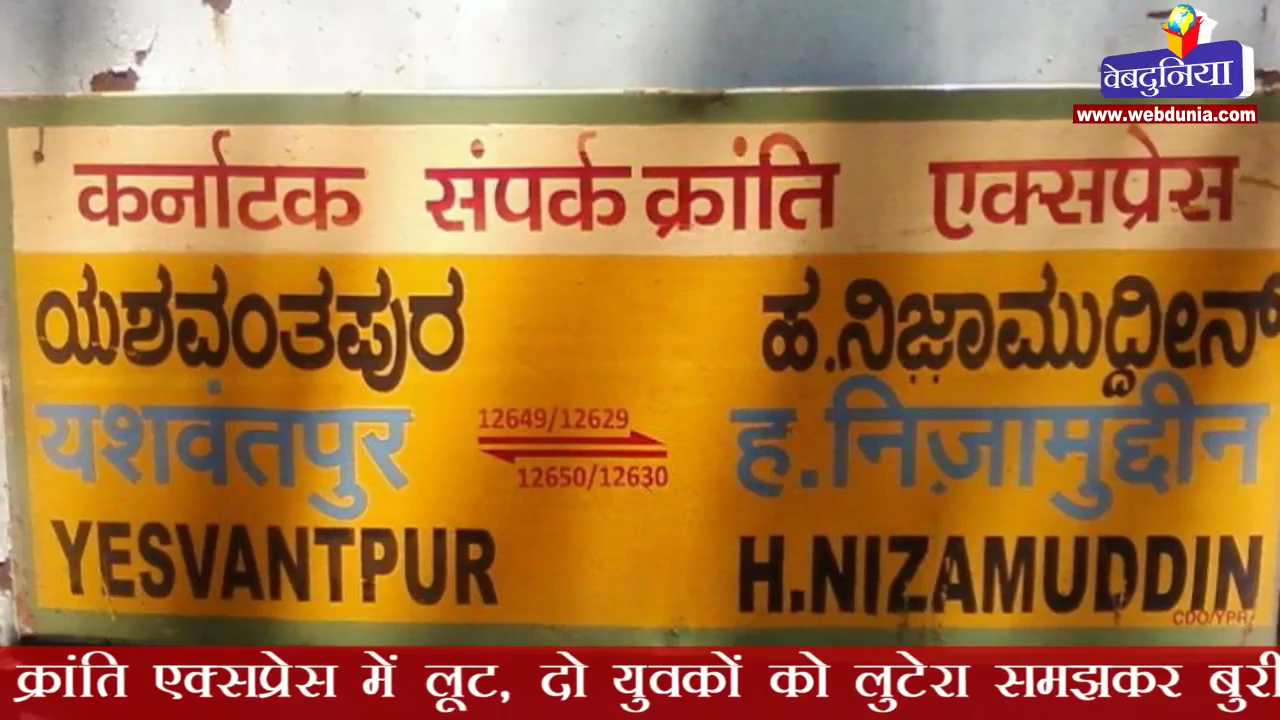 वेबदुनिया
www.webdunia.com
कर्नाटक संपर्क क्रांति एक्सप्रेस
ಯಶವಂತಪುರ ಹ.ನಿಜ಼ಾಮುದ್ದೀನ್
यशवंतपुर 12649/12629 ह.निज़ामुद्दीन
12650/12630
YESVANTPUR H.NIZAMUDDIN
CDO/YPR/
क्रांति एक्सप्रेस में लूट, दो युवकों को लुटेरा समझकर बुरी